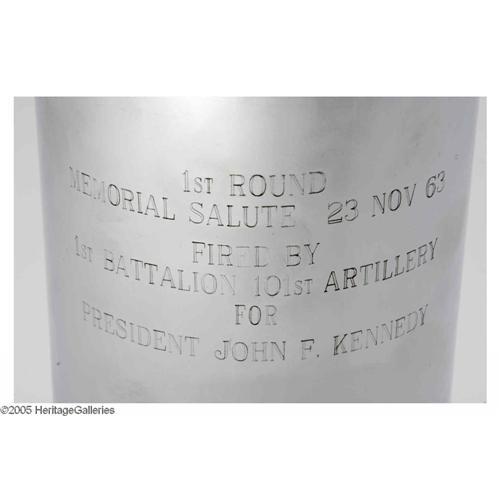 1ST ROUND
MEMORIAL SALUTE 23 NOV 63
FIRED BY
1ST BATTALION 101ST ARTILLERY
FOR
PRESIDENT JOHN F. KENNEDY
©2005 HeritageGalleries